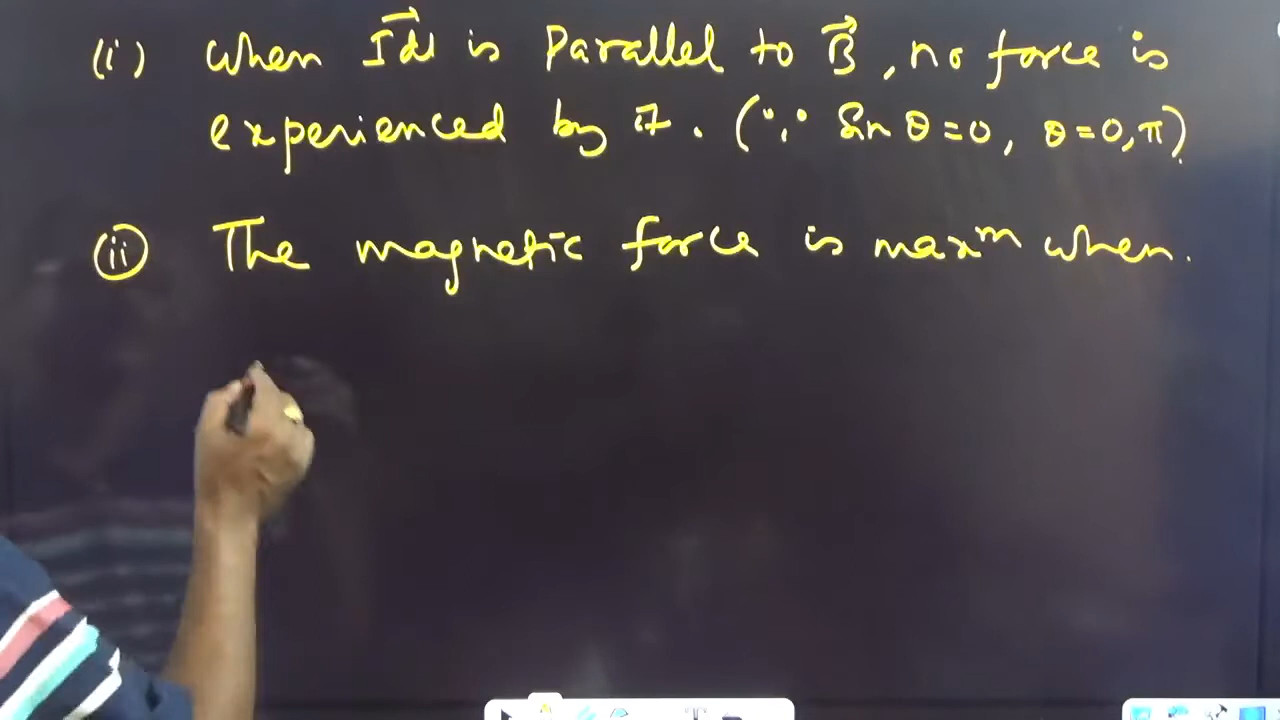 (i) when I\vec{dl} is Parallel to \vec{B}, no force is
experienced by it. (∵ Sin θ=0, θ=0,π).
(ii) The magnetic force is maxᵐ when.